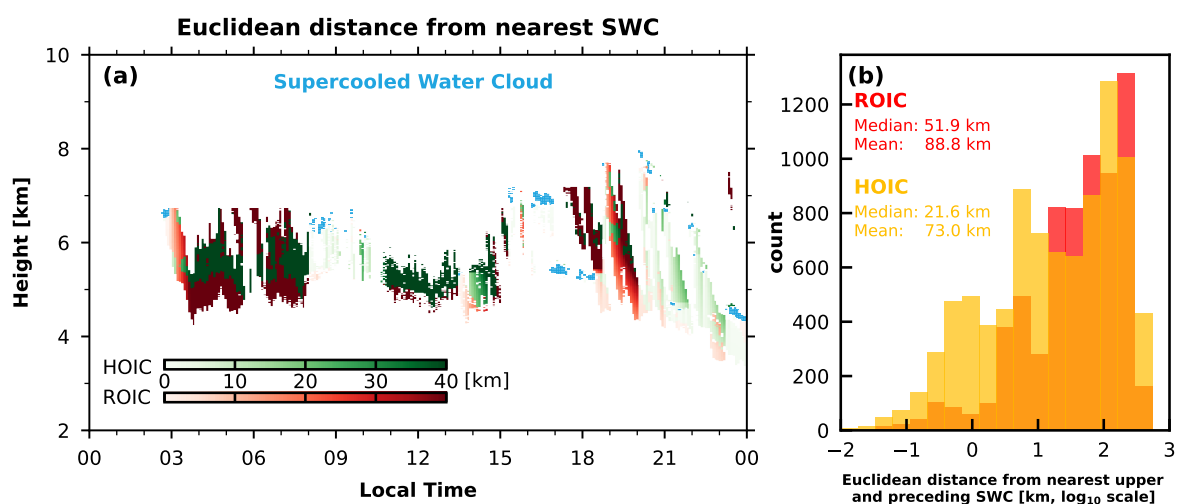 Euclidean distance from nearest SWC
(a)
Supercooled Water Cloud
10
8
6
4
2
Height [km]
HOIC
0 10 20 30 40 [km]
ROIC
00 03 06 09 12 15 18 21 00
Local Time
(b)
ROIC
Median: 51.9 km
Mean: 88.8 km
HOIC
Median: 21.6 km
Mean: 73.0 km
1200
1000
800
600
400
200
0
count
−2 −1 0 1 2 3
Euclidean distance from nearest upper
and preceding SWC [km, log₁₀ scale]